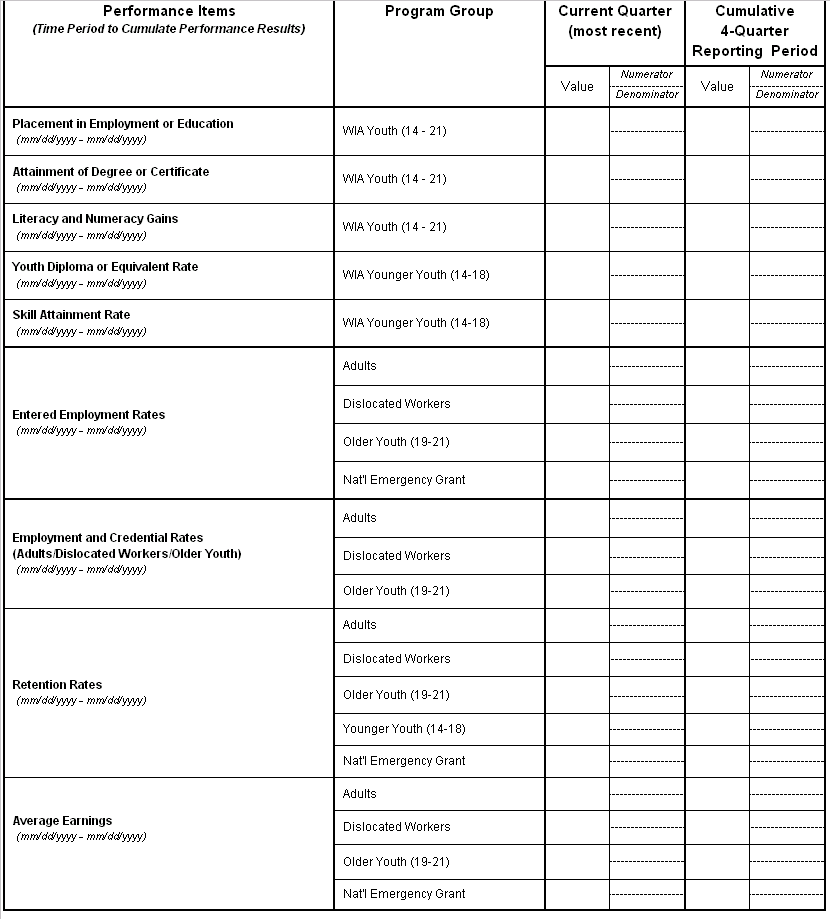 Performance Items
(Time Period to Cumulate Performance Results)
Program Group
Current Quarter
(most recent)
Cumulative
4-Quarter
Reporting Period
Value
Numerator
Denominator
Value
Numerator
Denominator
Placement in Employment or Education
(mm/dd/yyyy – mm/dd/yyyy)
WIA Youth (14 - 21)
Attainment of Degree or Certificate
(mm/dd/yyyy – mm/dd/yyyy)
WIA Youth (14 - 21)
Literacy and Numeracy Gains
(mm/dd/yyyy – mm/dd/yyyy)
WIA Youth (14 - 21)
Youth Diploma or Equivalent Rate
(mm/dd/yyyy – mm/dd/yyyy)
WIA Younger Youth (14-18)
Skill Attainment Rate
(mm/dd/yyyy – mm/dd/yyyy)
WIA Younger Youth (14-18)
Entered Employment Rates
(mm/dd/yyyy – mm/dd/yyyy)
Adults
Dislocated Workers
Older Youth (19-21)
Nat'l Emergency Grant
Employment and Credential Rates
(Adults/Dislocated Workers/Older Youth)
(mm/dd/yyyy – mm/dd/yyyy)
Adults
Dislocated Workers
Older Youth (19-21)
Retention Rates
(mm/dd/yyyy – mm/dd/yyyy)
Adults
Dislocated Workers
Older Youth (19-21)
Younger Youth (14-18)
Nat'l Emergency Grant
Average Earnings
(mm/dd/yyyy – mm/dd/yyyy)
Adults
Dislocated Workers
Older Youth (19-21)
Nat'l Emergency Grant